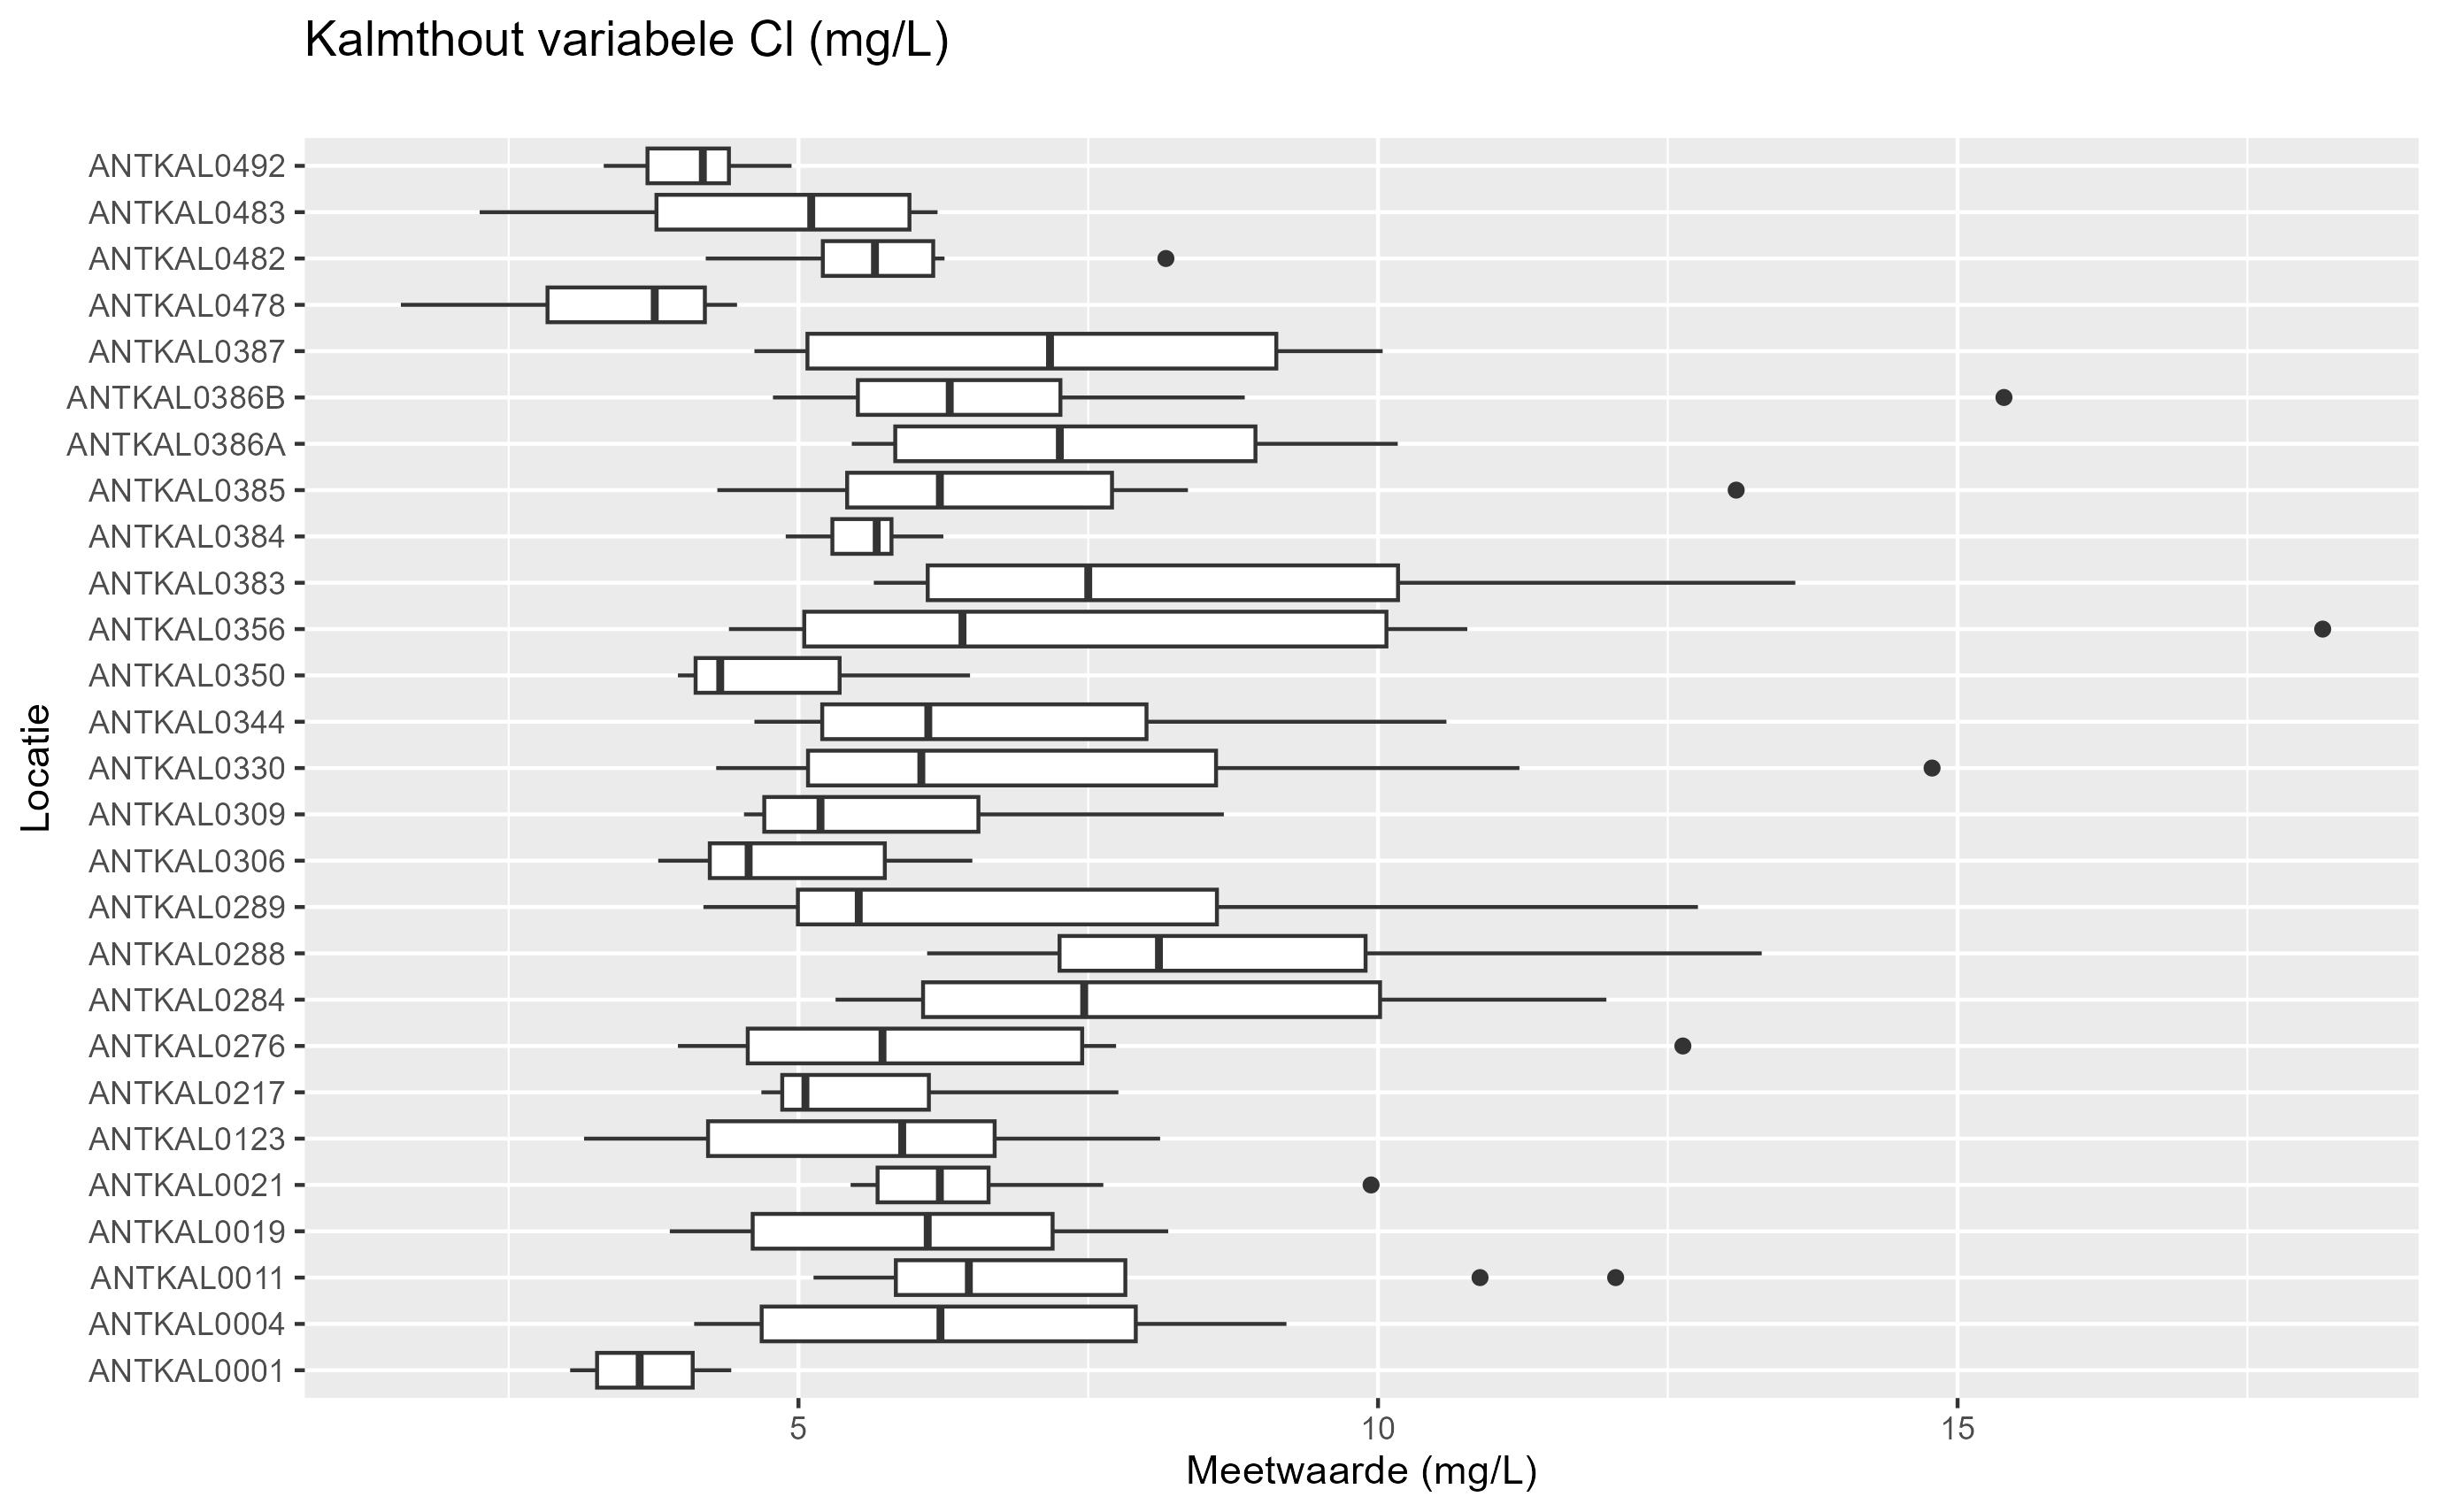 Kalmthout variabele Cl (mg/L)
ANTKAL0492
ANTKAL0483
ANTKAL0482
ANTKAL0478
ANTKAL0387
ANTKAL0386B
ANTKAL0386A
ANTKAL0385
ANTKAL0384
ANTKAL0383
ANTKAL0356
ANTKAL0350
ANTKAL0344
ANTKAL0330
ANTKAL0309
ANTKAL0306
ANTKAL0289
ANTKAL0288
ANTKAL0284
ANTKAL0276
ANTKAL0217
ANTKAL0123
ANTKAL0021
ANTKAL0019
ANTKAL0011
ANTKAL0004
ANTKAL0001
Locatie
5 10 15
Meetwaarde (mg/L)